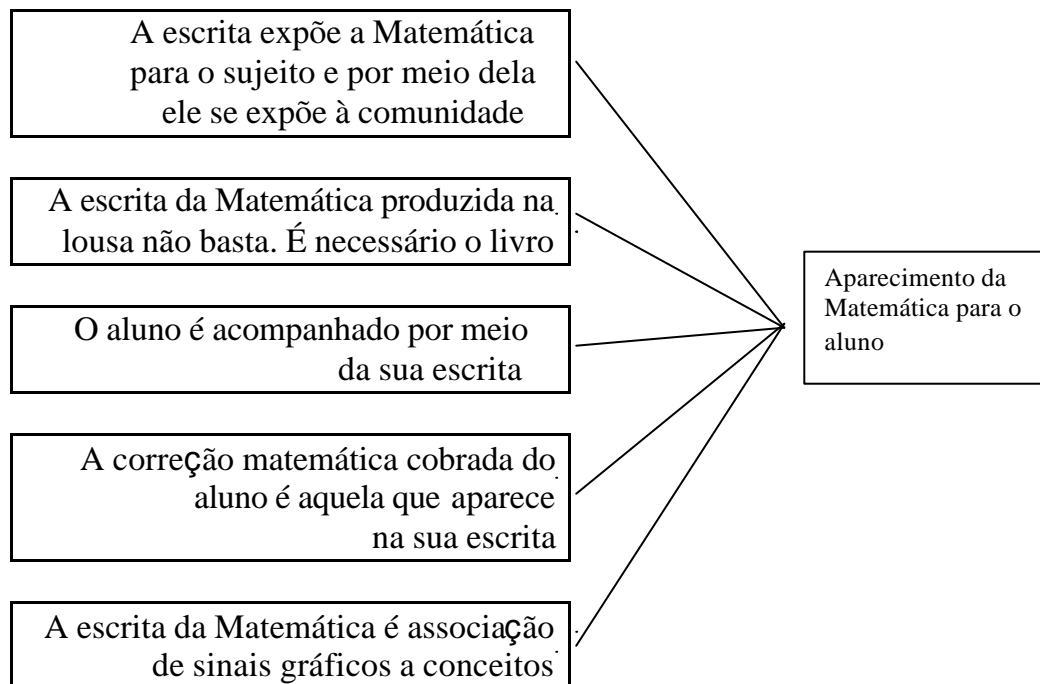 A escrita expõe a Matemática
para o sujeito e por meio dela
ele se expõe à comunidade
A escrita da Matemática produzida na
lousa não basta. É necessário o livro
O aluno é acompanhado por meio
da sua escrita
A correção matemática cobrada do
aluno é aquela que aparece
na sua escrita
A escrita da Matemática é associação
de sinais gráficos a conceitos
Aparecimento da
Matemática para o
aluno